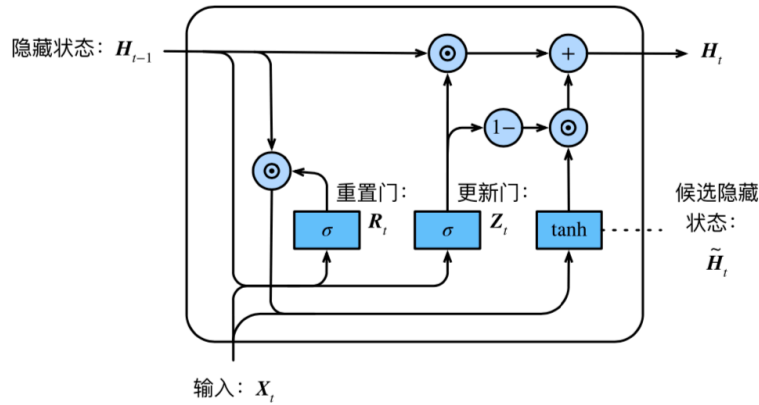 隐藏状态：H_{t−1}
⊙
+
H_t
1−
⊙
⊙
重置门：
更新门：
候选隐藏
σ
R_t
σ
Z_t
tanh
状态：
H̃_t
输入：X_t